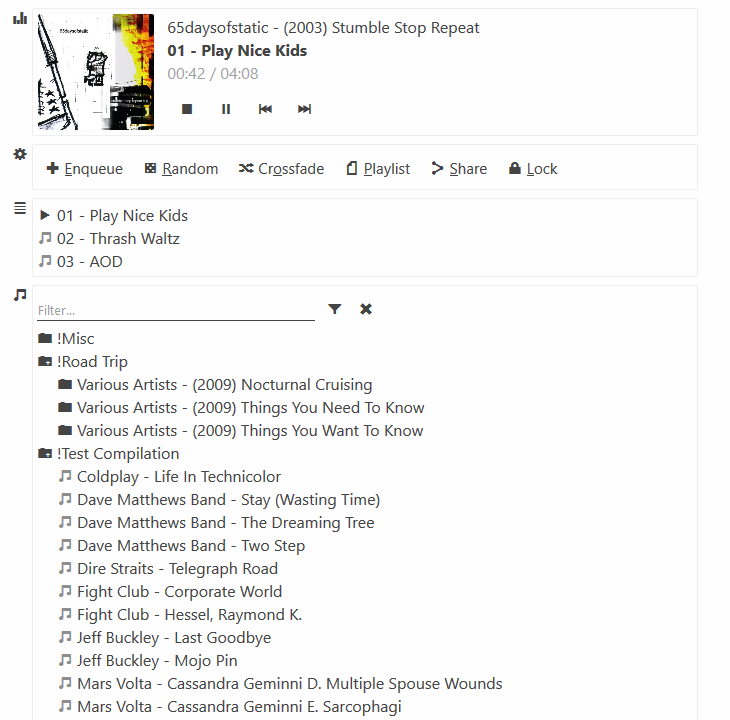 65daysofstatic
65daysofstatic - (2003) Stumble Stop Repeat
01 - Play Nice Kids
00:42 / 04:08
Enqueue Random Crossfade Playlist Share Lock
01 - Play Nice Kids
02 - Thrash Waltz
03 - AOD
Filter...
!Misc
!Road Trip
Various Artists - (2009) Nocturnal Cruising
Various Artists - (2009) Things You Need To Know
Various Artists - (2009) Things You Want To Know
!Test Compilation
Coldplay - Life In Technicolor
Dave Matthews Band - Stay (Wasting Time)
Dave Matthews Band - The Dreaming Tree
Dave Matthews Band - Two Step
Dire Straits - Telegraph Road
Fight Club - Corporate World
Fight Club - Hessel, Raymond K.
Jeff Buckley - Last Goodbye
Jeff Buckley - Mojo Pin
Mars Volta - Cassandra Geminni D. Multiple Spouse Wounds
Mars Volta - Cassandra Geminni E. Sarcophagi